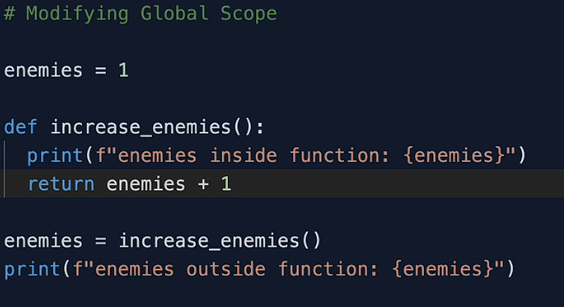 # Modifying Global Scope
enemies = 1
def increase_enemies():
  print(f"enemies inside function: {enemies}")
  return enemies + 1
enemies = increase_enemies()
print(f"enemies outside function: {enemies}")